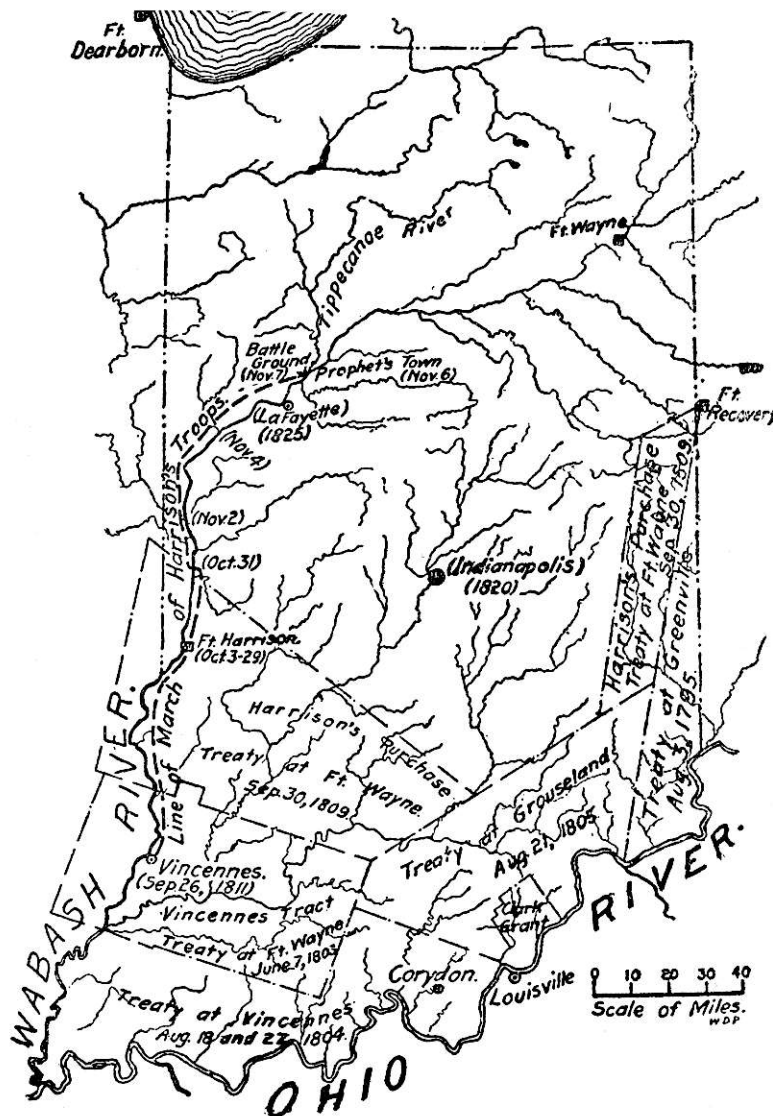 Ft.
Dearborn.
Tippecanoe River
Ft. Wayne
Battle
Ground
(Nov. 7)
Prophet's Town
(Nov. 6)
(LaFayette)
(1825)
Ft.
Recovery
(Nov. 4)
(Nov. 2)
(Oct. 31)
(Indianapolis)
(1820)
Ft. Harrison
(Oct. 3-29)
Line of March of Harrison's Troops.
Harrison's Purchase
Treaty at Ft. Wayne
Sep. 30, 1809.
Treaty at Greenville
Aug. 3, 1795.
Harrison's Purchase
Treaty at Ft. Wayne
Sep. 30, 1809.
Treaty at Grouseland
Aug. 21, 1805.
Vincennes.
(Sep. 26, 1811)
Vincennes Tract
Treaty at Ft. Wayne
June 7, 1803.
Clark
Grant
Corydon.
Louisville
Treaty at Vincennes
Aug. 18 and 27, 1804.
WABASH RIVER.
OHIO RIVER.
0 10 20 30 40
Scale of Miles.
W.D.P.